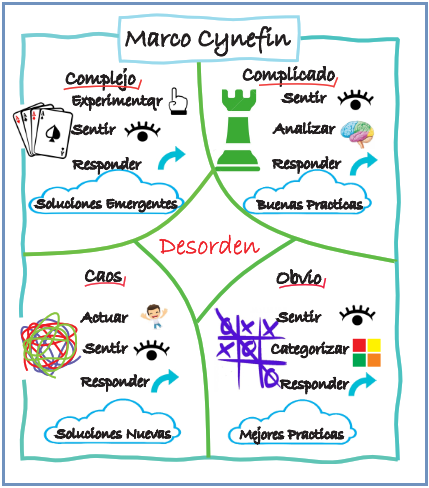 Marco Cynefin
Complejo
Experimentar
Sentir
Responder
Soluciones Emergentes
Complicado
Sentir
Analizar
Responder
Buenas Practicas
Desorden
Caos
Actuar
Sentir
Responder
Soluciones Nuevas
Obvio
Sentir
Categorizar
Responder
Mejores Practicas